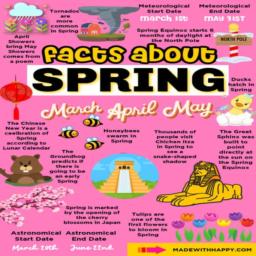 Tornados
are more
common in
Spring
Meteorological
Start Date
March 1st
Meteorological
End Date
May 31st
NORTH POLE
April
Showers
bring May
Showers
comes from a
poem
Spring Equinox starts 6
months of daylight at
the North Pole
Facts About
SPRING
March April May
Ducks
hatch in
Spring
The Chinese
New Year is a
ceelbration of
Spring
according to
Lunar Calendar
Honeybees
swarm in
Spring
Thousands of
people visit
Chichen Itza in
Spring to see
a
snake-shaped
shadow
The Great
Sphinx was
built to
point
directly at
the sun on
the Spring
Equinox
The
Groundhog
predicts if
there is
going to be
an early
Spring
Spring is marked
by the opening of
the cherry
blossoms in Japan
Tulips are
one of the
first flowers
to bloom in
Spring
Astronomical
Start Date
March 20th
Astronomical
End Date
June 22nd
MADEWITHHAPPY.COM